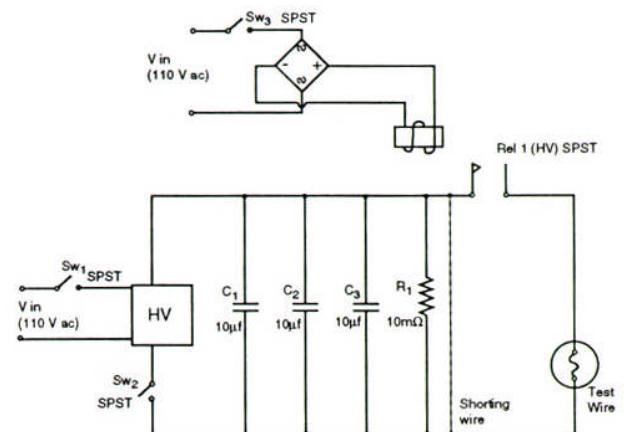 Sw3 SPST
V in
(110 V ac)
- +
Rel 1 (HV) SPST
Sw1 SPST
V in
(110 V ac)
HV
C1
10µf
C2
10µf
C3
10µf
R1
10mΩ
Sw2
SPST
Shorting
wire
Test
Wire